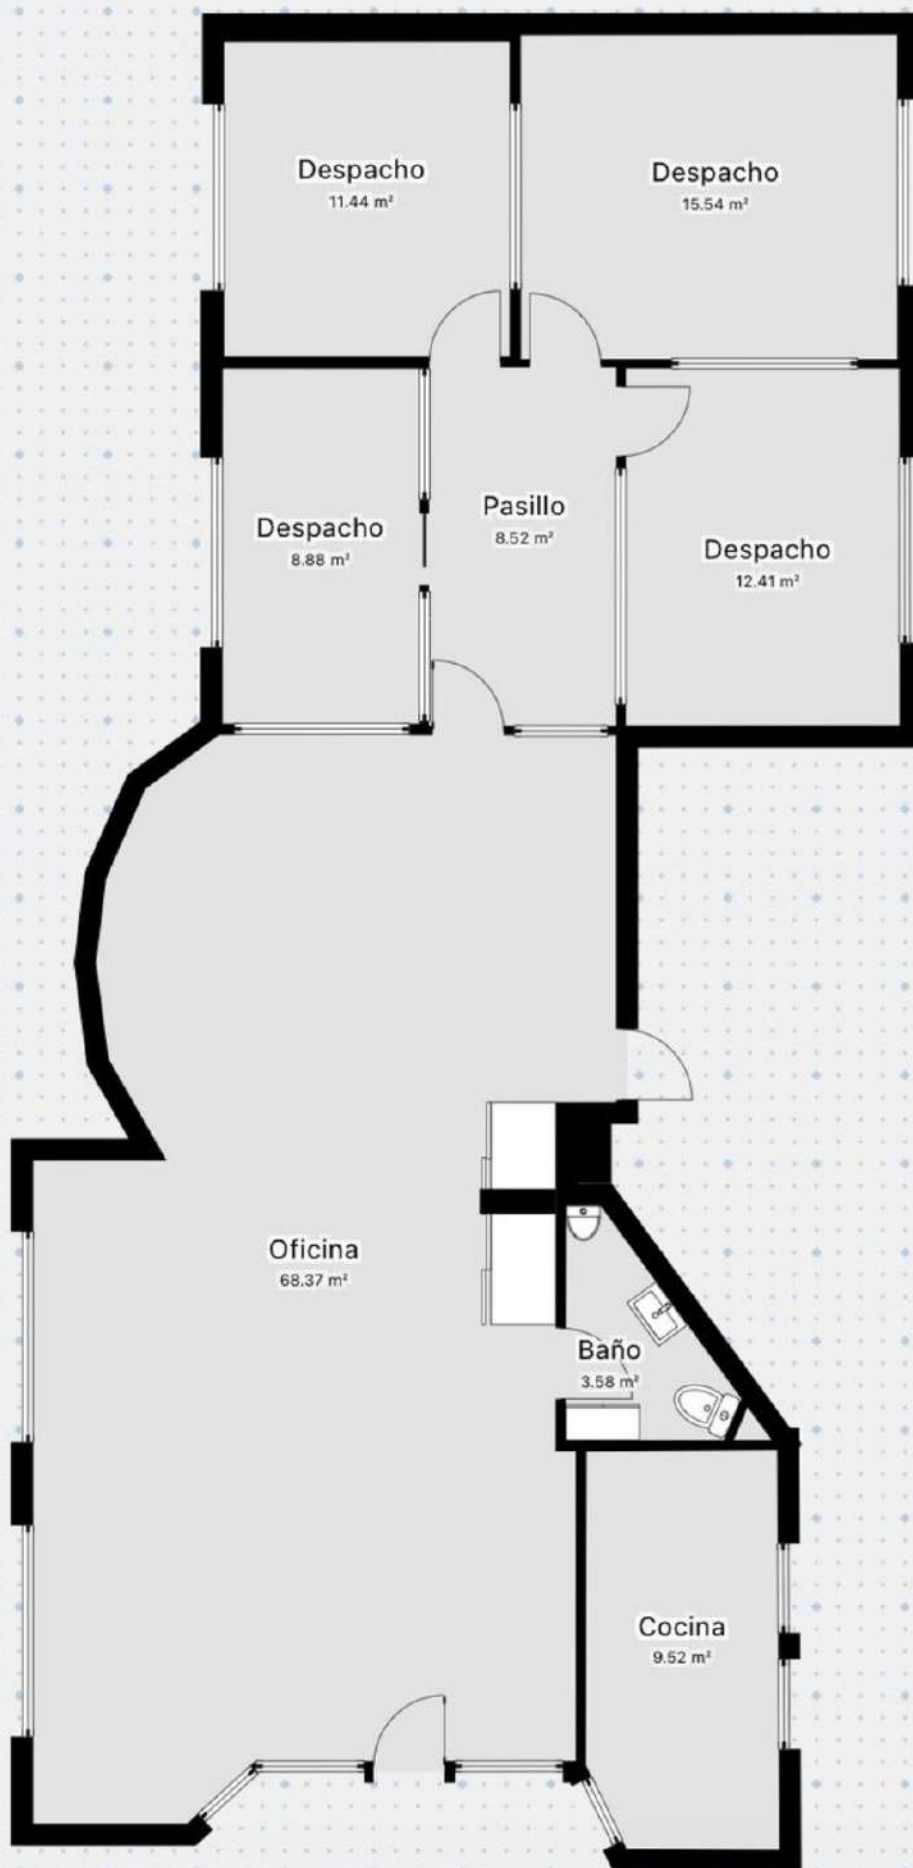 Despacho
11.44 m²
Despacho
15.54 m²
Despacho
8.88 m²
Pasillo
8.52 m²
Despacho
12.41 m²
Oficina
68.37 m²
Baño
3.58 m²
Cocina
9.52 m²